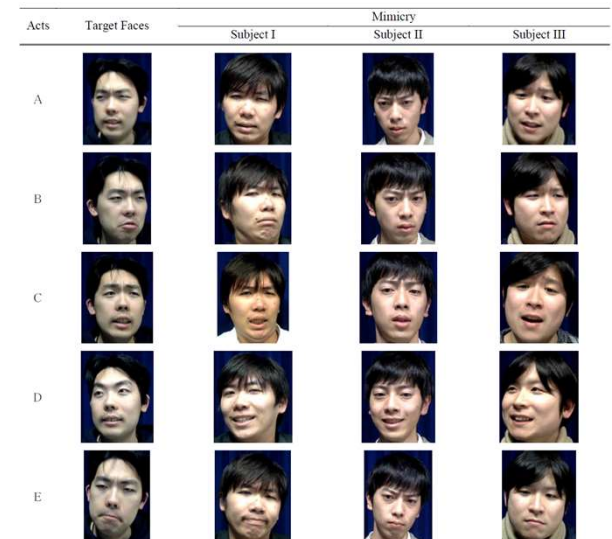 Acts Target Faces Mimicry
Subject I Subject II Subject III
A
B
C
D
E